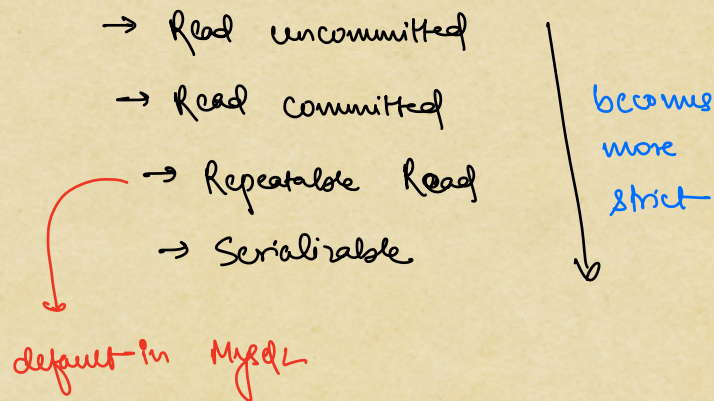 → Read uncommitted
→ Read committed
→ Repeatable Read
→ Serializable
becomes
more
strict
default in MySQL